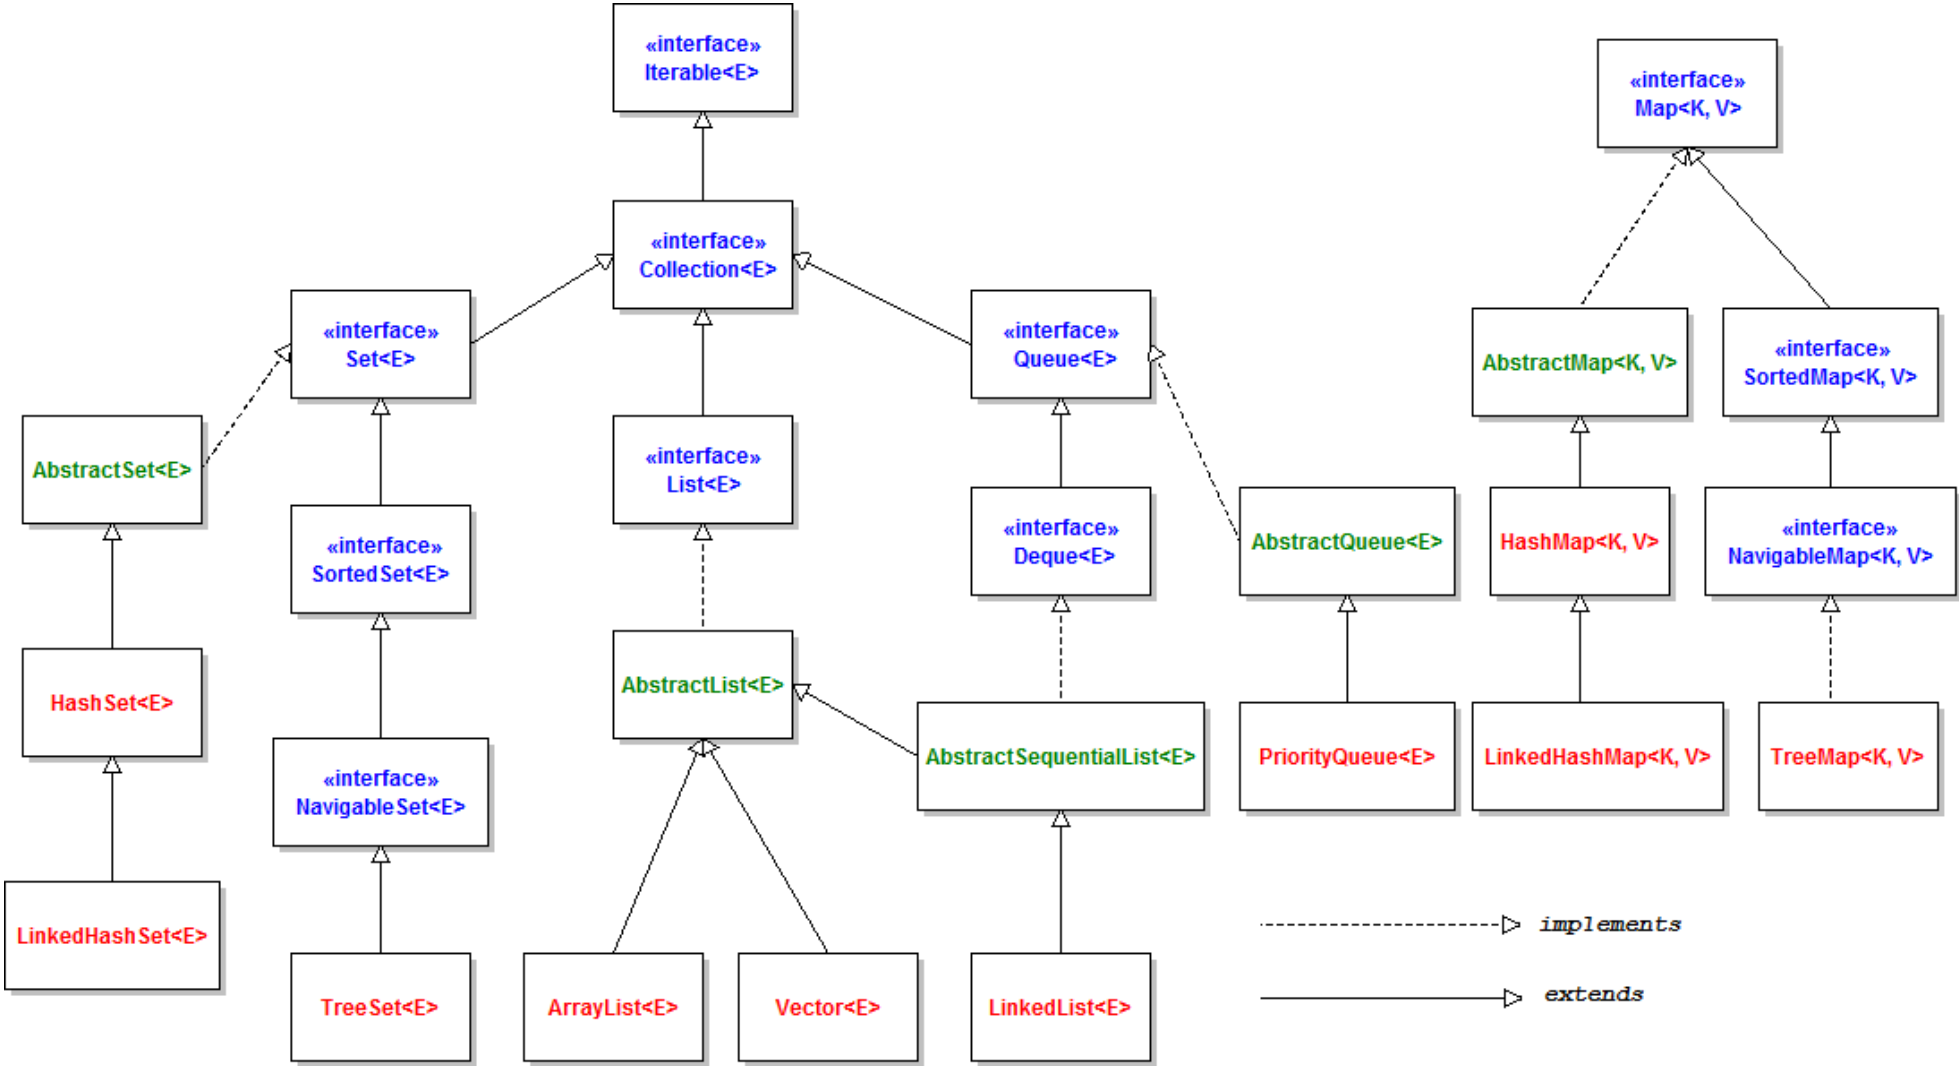 «interface»
Iterable<E>
«interface»
Map<K, V>
«interface»
Collection<E>
«interface»
Set<E>
«interface»
Queue<E>
AbstractMap<K, V>
«interface»
SortedMap<K, V>
AbstractSet<E>
«interface»
List<E>
«interface»
SortedSet<E>
«interface»
Deque<E>
AbstractQueue<E>
HashMap<K, V>
«interface»
NavigableMap<K, V>
HashSet<E>
AbstractList<E>
«interface»
NavigableSet<E>
AbstractSequentialList<E>
PriorityQueue<E>
LinkedHashMap<K, V>
TreeMap<K, V>
LinkedHashSet<E>
TreeSet<E>
ArrayList<E>
Vector<E>
LinkedList<E>
implements
extends